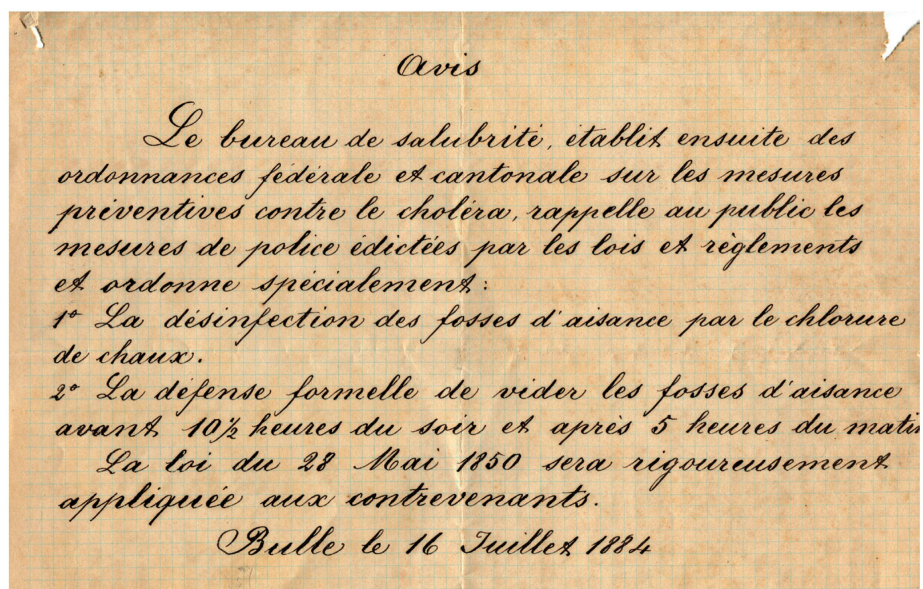 Avis
Le bureau de salubrité, établit ensuite des
ordonnances fédérale et cantonale sur les mesures
préventives contre le choléra, rappelle au public les
mesures de police édictées par les lois et règlements
et ordonne spécialement :
1º La désinfection des fosses d'aisance par le chlorure
de chaux.
2º La défense formelle de vider les fosses d'aisance
avant 10½ heures du soir et après 5 heures du matin
La loi du 28 Mai 1850 sera rigoureusement
appliquée aux contrevenants.
Bulle le 16 Juillet 1884